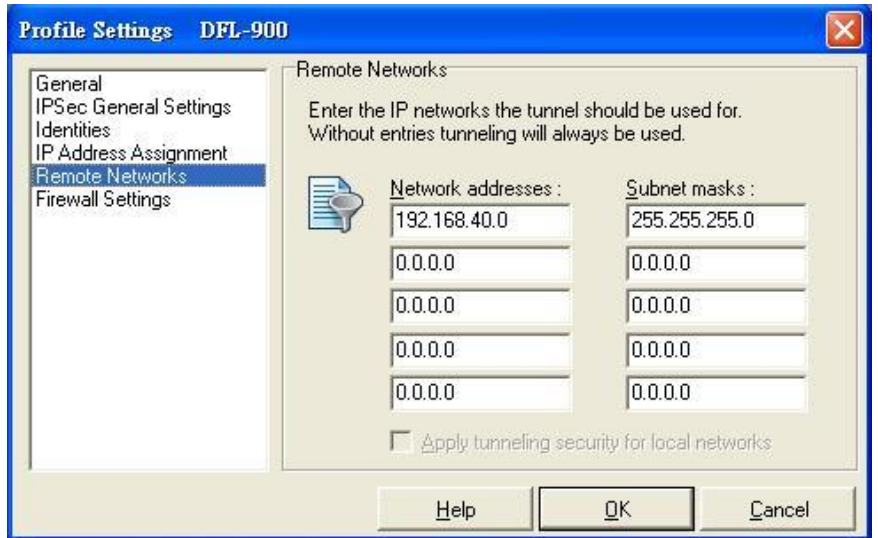 Profile Settings DFL-900
General
IPSec General Settings
Identities
IP Address Assignment
Remote Networks
Firewall Settings
Remote Networks
Enter the IP networks the tunnel should be used for.
Without entries tunneling will always be used.
Network addresses : Subnet masks :
192.168.40.0 255.255.255.0
0.0.0.0 0.0.0.0
0.0.0.0 0.0.0.0
0.0.0.0 0.0.0.0
0.0.0.0 0.0.0.0
Apply tunneling security for local networks
Help OK Cancel